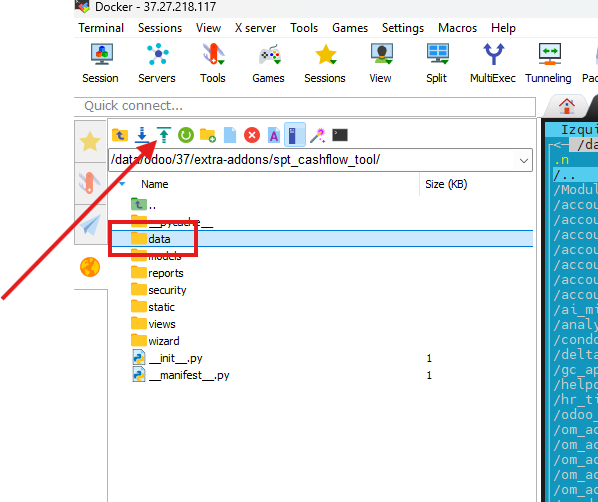 Docker - 37.27.218.117
Terminal Sessions View X server Tools Games Settings Macros Help
Session Servers Tools Games Sessions View Split MultiExec Tunneling Pac
Quick connect...
/data/odoo/37/extra-addons/spt_cashflow_tool/
Name Size (KB)
..
__pycache__
data
models
reports
security
static
views
wizard
__init__.py 1
__manifest__.py 1
Izqui
<— /da
.n
/..
/Modul
/accou
/accou
/accou
/accou
/accou
/accou
/accou
/ai_mi
/analy
/condo
/delta
/gc_ap
/helpd
/hr_ti
/odoo_
/om_ac
/om_ac
/om_ac
/om_ac
/om_ac